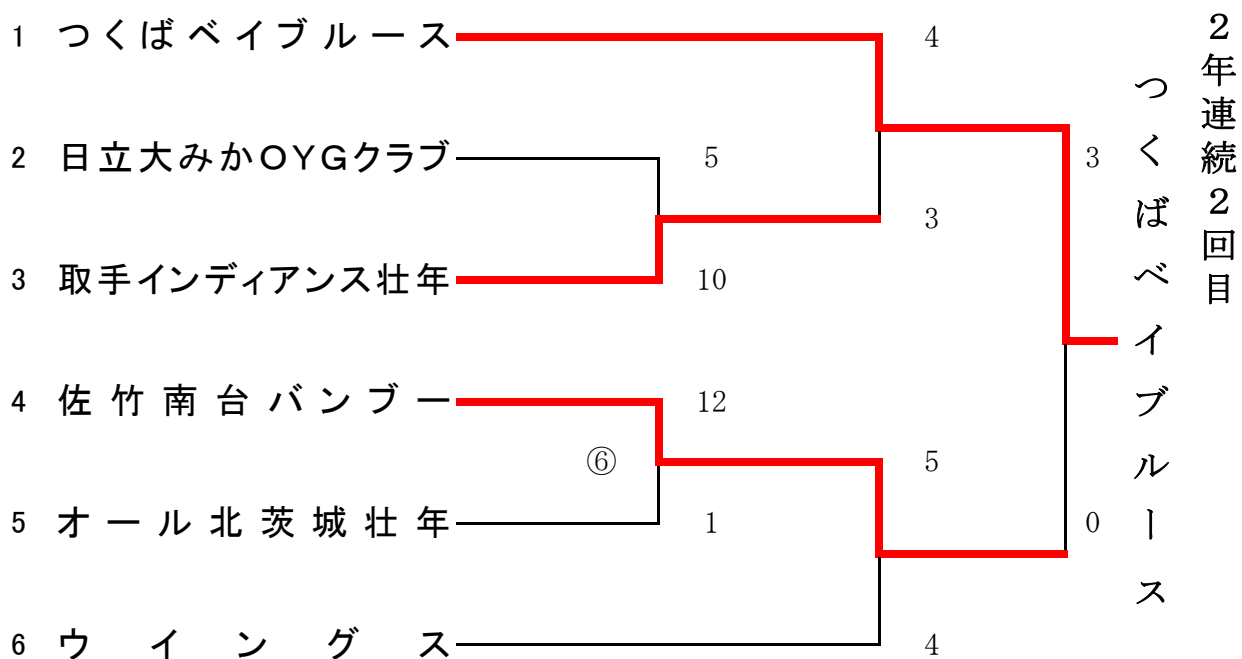 1 つくばベイブルース
4
2 日立大みかOYGクラブ
5
3
3
3 取手インディアンス壮年
10
4 佐竹南台バンブー
12
⑥
5
5 オール北茨城壮年
1
0
6 ウイングス
4
2年連続2回目
つくばベイブルース